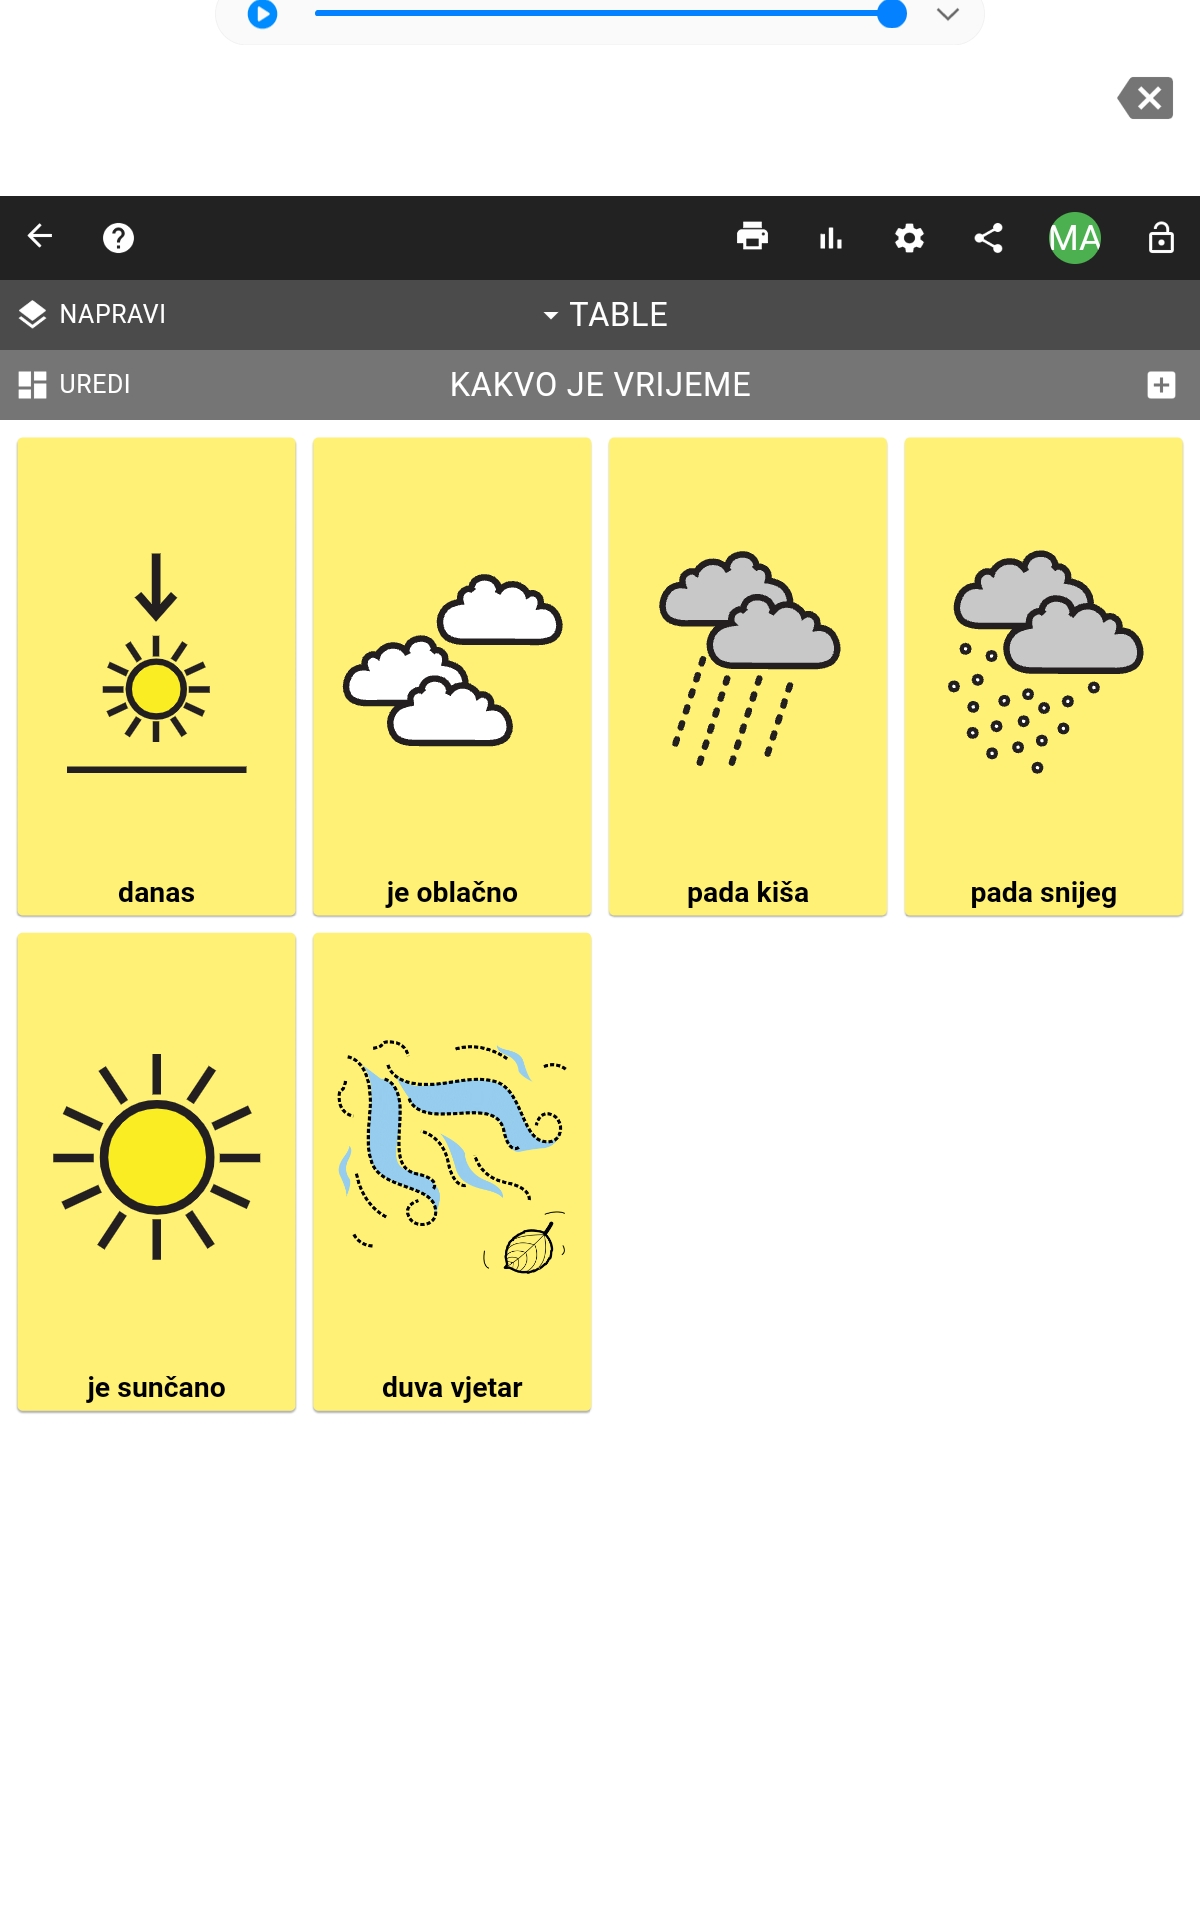 MA
NAPRAVI
TABLE
UREDI
KAKVO JE VRIJEME
danas
je oblačno
pada kiša
pada snijeg
je sunčano
duva vjetar